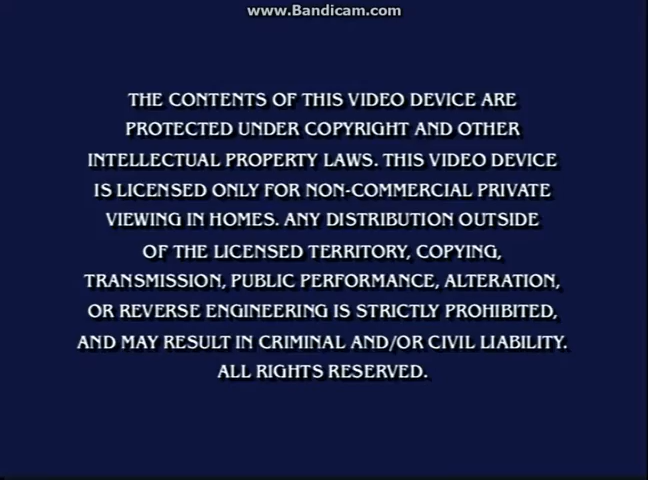 www.Bandicam.com
THE CONTENTS OF THIS VIDEO DEVICE ARE
PROTECTED UNDER COPYRIGHT AND OTHER
INTELLECTUAL PROPERTY LAWS. THIS VIDEO DEVICE
IS LICENSED ONLY FOR NON-COMMERCIAL PRIVATE
VIEWING IN HOMES. ANY DISTRIBUTION OUTSIDE
OF THE LICENSED TERRITORY, COPYING,
TRANSMISSION, PUBLIC PERFORMANCE, ALTERATION,
OR REVERSE ENGINEERING IS STRICTLY PROHIBITED,
AND MAY RESULT IN CRIMINAL AND/OR CIVIL LIABILITY.
ALL RIGHTS RESERVED.